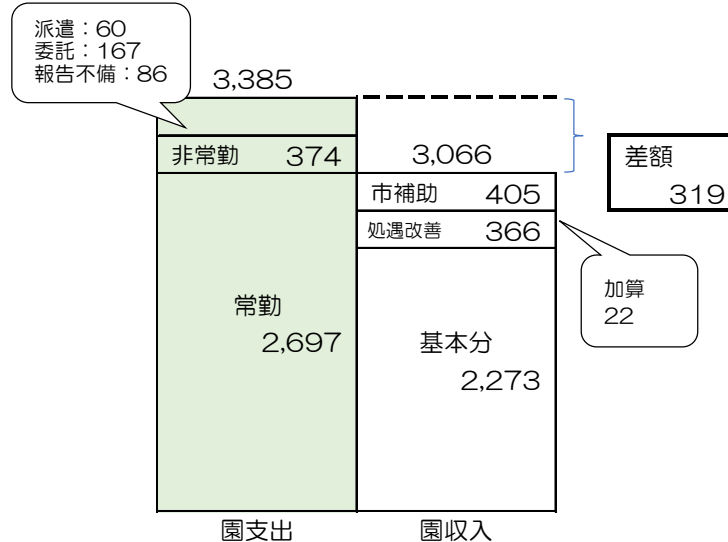 派遣：60
委託：167
報告不備：86
3,385
非常勤 374
3,066
差額
319
市補助 405
処遇改善 366
加算
22
常勤
2,697
基本分
2,273
園支出
園収入